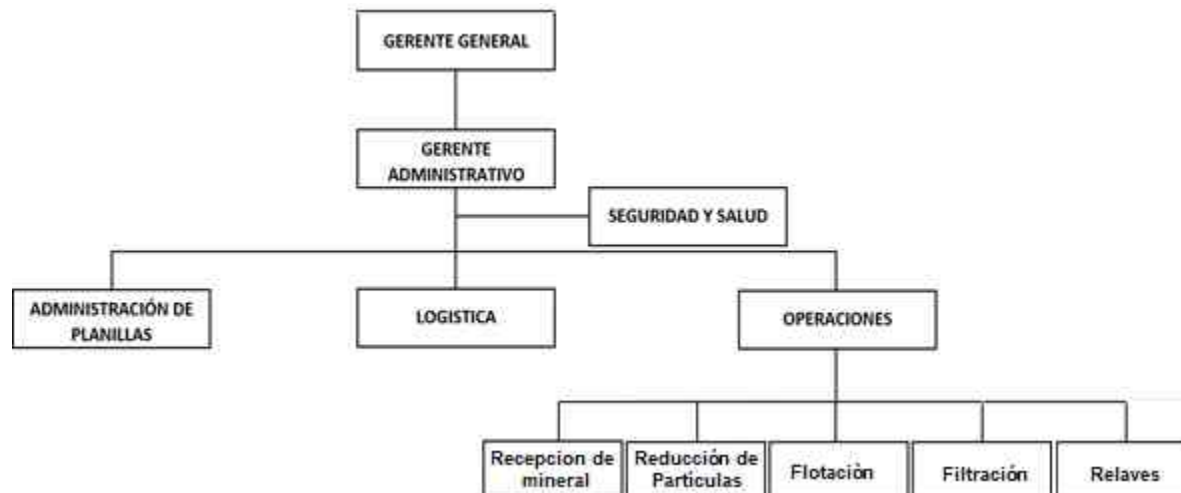 GERENTE GENERAL
GERENTE
ADMINISTRATIVO
SEGURIDAD Y SALUD
ADMINISTRACIÓN DE
PLANILLAS
LOGISTICA
OPERACIONES
Recepcion de
mineral
Reducción de
Particulas
Flotaciòn
Filtración
Relaves